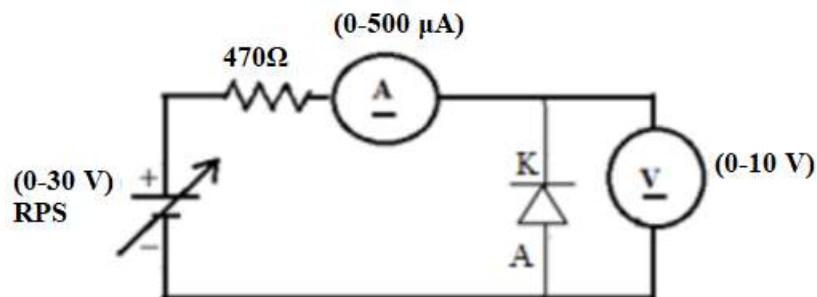 (0-500 µA)
470Ω
A
(0-30 V)
+
RPS
−
K
A
V
(0-10 V)